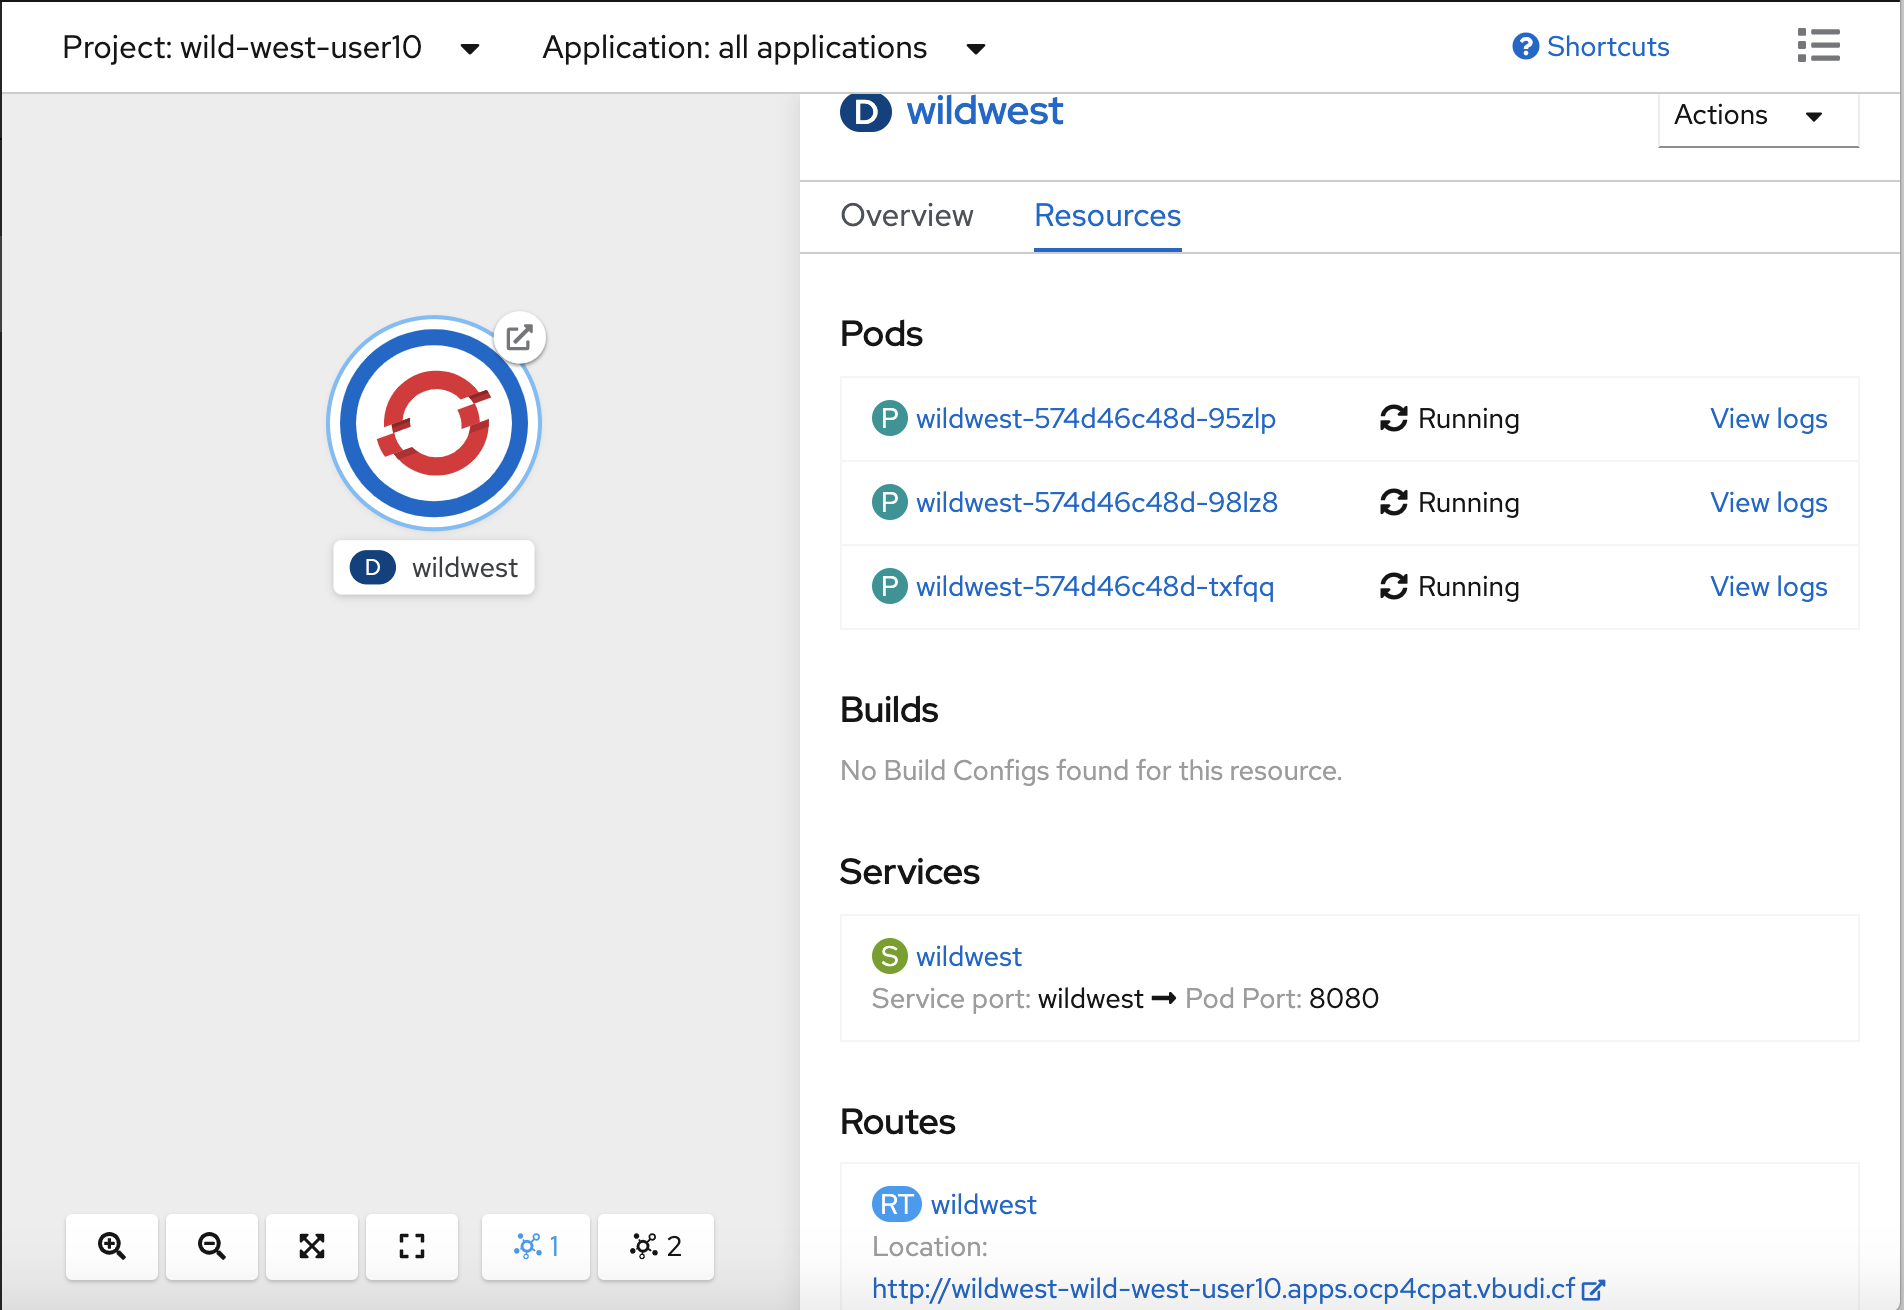 Project: wild-west-user10 Application: all applications Shortcuts
D wildwest Actions
Overview Resources
Pods
P wildwest-574d46c48d-95zlp Running View logs
P wildwest-574d46c48d-98lz8 Running View logs
P wildwest-574d46c48d-txfqq Running View logs
D wildwest
Builds
No Build Configs found for this resource.
Services
S wildwest
Service port: wildwest → Pod Port: 8080
Routes
RT wildwest
Location:
http://wildwest-wild-west-user10.apps.ocp4cpat.vbudi.cf
1 2